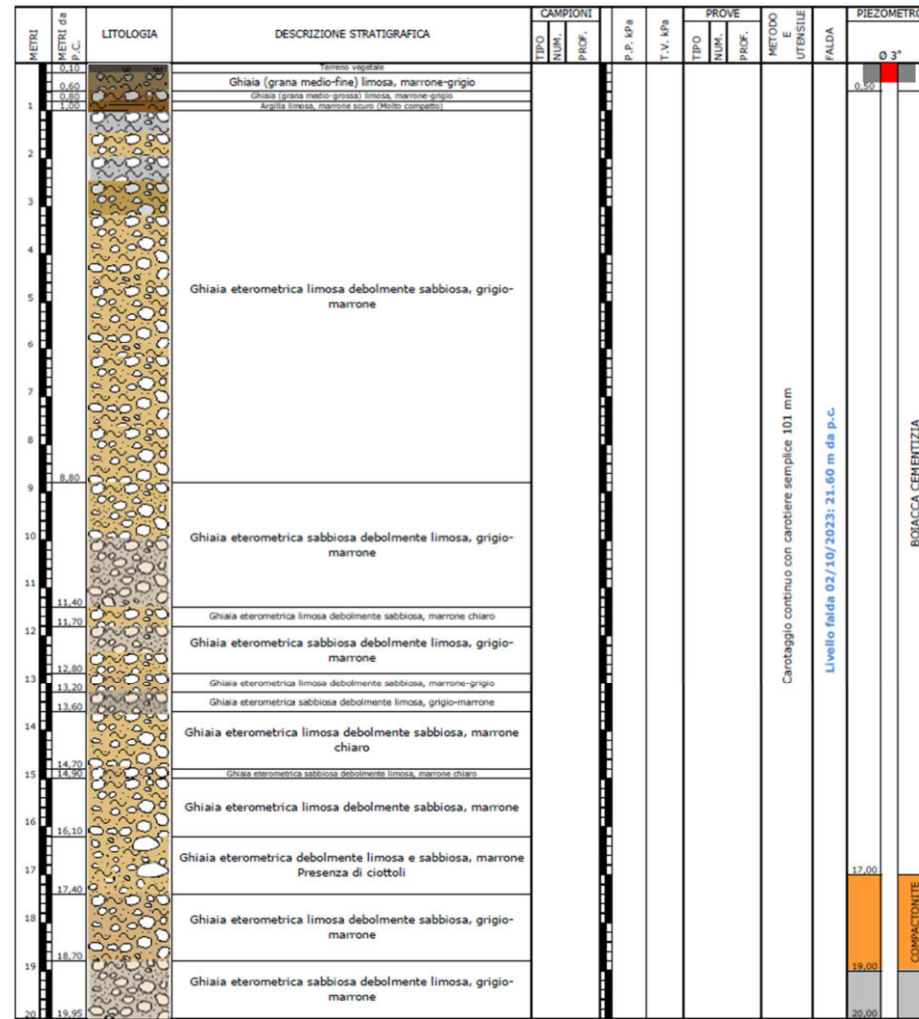 METRI
METRI da P.C.
LITOLOGIA
DESCRIZIONE STRATIGRAFICA
CAMPIONI
TIPO
NUM.
PROF.
P.P. kPa
T.V. kPa
PROVE
TIPO
NUM.
PROF.
METODO
E
UTENSILE
FALDA
PIEZOMETRO
Ø 3"
0,10
Terreno vegetale
0,60
Ghiaia (grana medio-fine) limosa, marrone-grigio
0,80
Ghiaia (grana medio-grossa) limosa, marrone-grigio
1
1,00
Argilla limosa, marrone scuro (Molto compatto)
0,50
2
3
4
5
Ghiaia eterometrica limosa debolmente sabbiosa, grigio-
marrone
6
7
8
8,80
9
10
Ghiaia eterometrica sabbiosa debolmente limosa, grigio-
marrone
11
11,40
Ghiaia eterometrica limosa debolmente sabbiosa, marrone chiaro
11,70
12
Ghiaia eterometrica sabbiosa debolmente limosa, grigio-
marrone
12,80
13
Ghiaia eterometrica limosa debolmente sabbiosa, marrone-grigio
13,20
Ghiaia eterometrica sabbiosa debolmente limosa, grigio-marrone
13,60
14
Ghiaia eterometrica limosa debolmente sabbiosa, marrone
chiaro
14,70
15
14,90
Ghiaia eterometrica sabbiosa debolmente limosa, marrone chiaro
Ghiaia eterometrica limosa debolmente sabbiosa, marrone
16
16,10
Ghiaia eterometrica debolmente limosa e sabbiosa, marrone
Presenza di ciottoli
17
17,40
18
Ghiaia eterometrica limosa debolmente sabbiosa, grigio-
marrone
18,70
19
Ghiaia eterometrica sabbiosa debolmente limosa, grigio-
marrone
20
19,95
Carotaggio continuo con carotiere semplice 101 mm
Livello falda 02/10/2023: 21.60 m da p.c.
BOIACCA CEMENTIZIA
17,00
COMPACTONITE
19,00
20,00